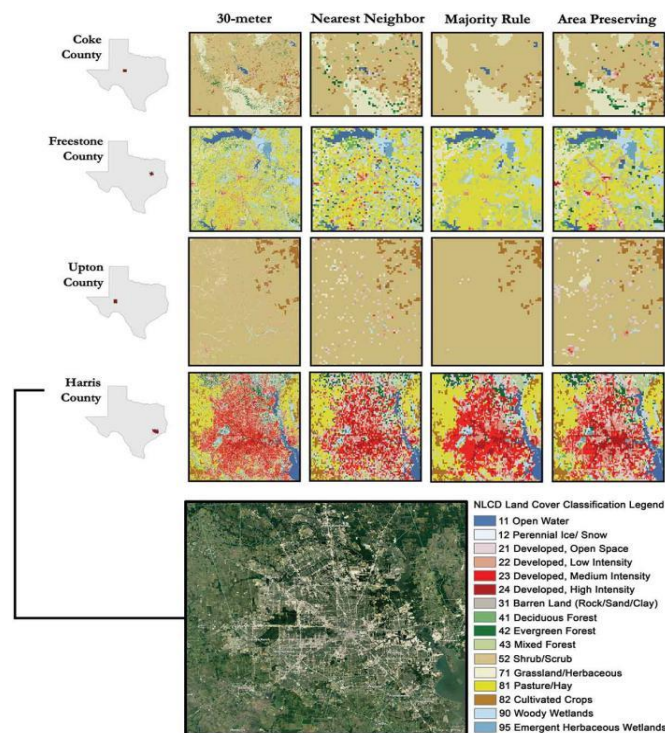 30-meter Nearest Neighbor Majority Rule Area Preserving
Coke
County
Freestone
County
Upton
County
Harris
County
NLCD Land Cover Classification Legend
11 Open Water
12 Perennial Ice/ Snow
21 Developed, Open Space
22 Developed, Low Intensity
23 Developed, Medium Intensity
24 Developed, High Intensity
31 Barren Land (Rock/Sand/Clay)
41 Deciduous Forest
42 Evergreen Forest
43 Mixed Forest
52 Shrub/Scrub
71 Grassland/Herbaceous
81 Pasture/Hay
82 Cultivated Crops
90 Woody Wetlands
95 Emergent Herbaceous Wetlands